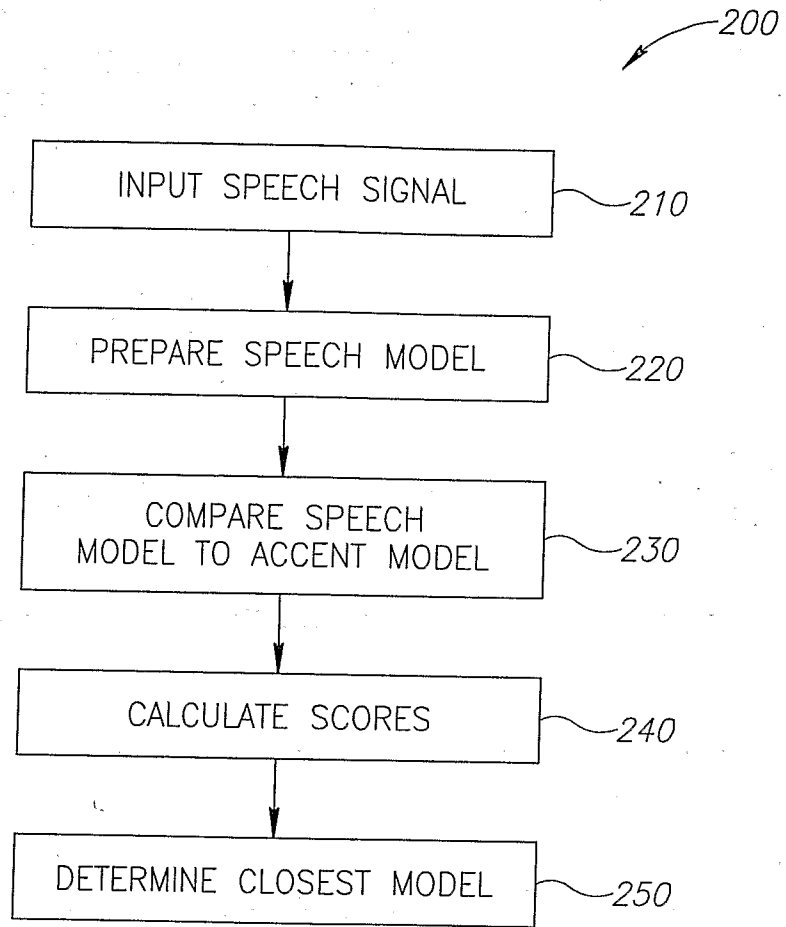 200
INPUT SPEECH SIGNAL
210
PREPARE SPEECH MODEL
220
COMPARE SPEECH
MODEL TO ACCENT MODEL
230
CALCULATE SCORES
240
DETERMINE CLOSEST MODEL
250